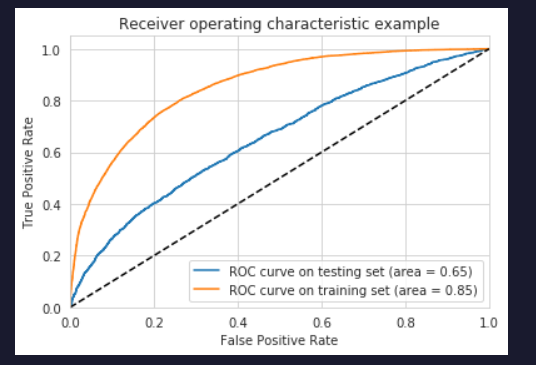 Receiver operating characteristic example
True Positive Rate
1.0
0.8
0.6
0.4
0.2
0.0
ROC curve on testing set (area = 0.65)
ROC curve on training set (area = 0.85)
0.0 0.2 0.4 0.6 0.8 1.0
False Positive Rate